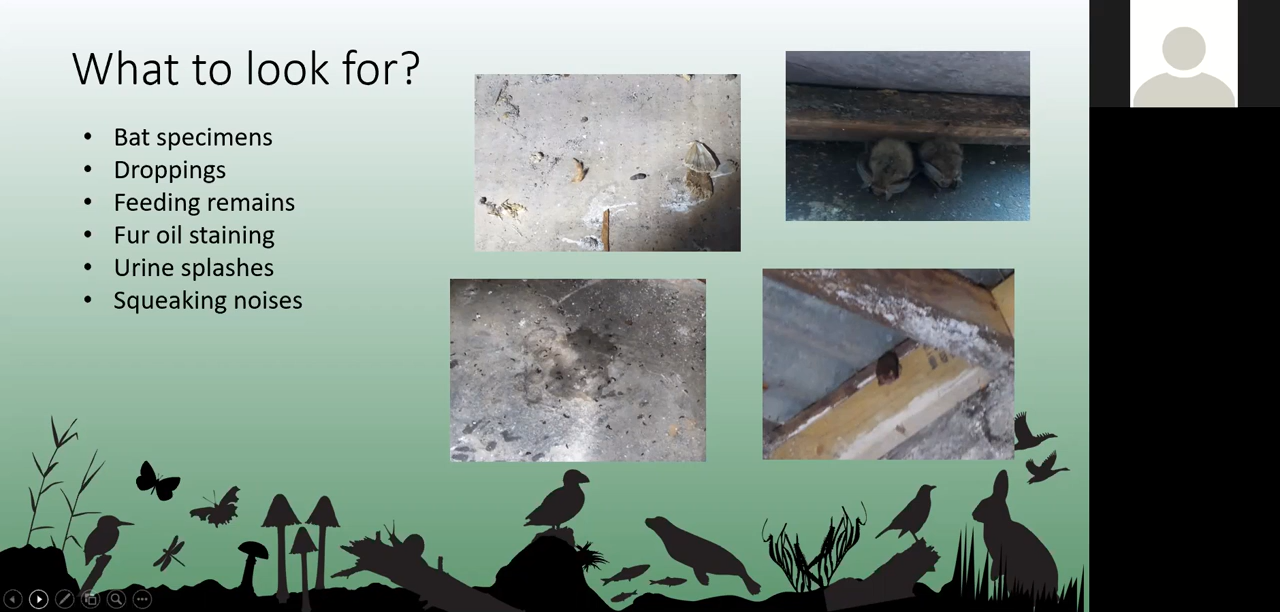 What to look for?
• Bat specimens
• Droppings
• Feeding remains
• Fur oil staining
• Urine splashes
• Squeaking noises